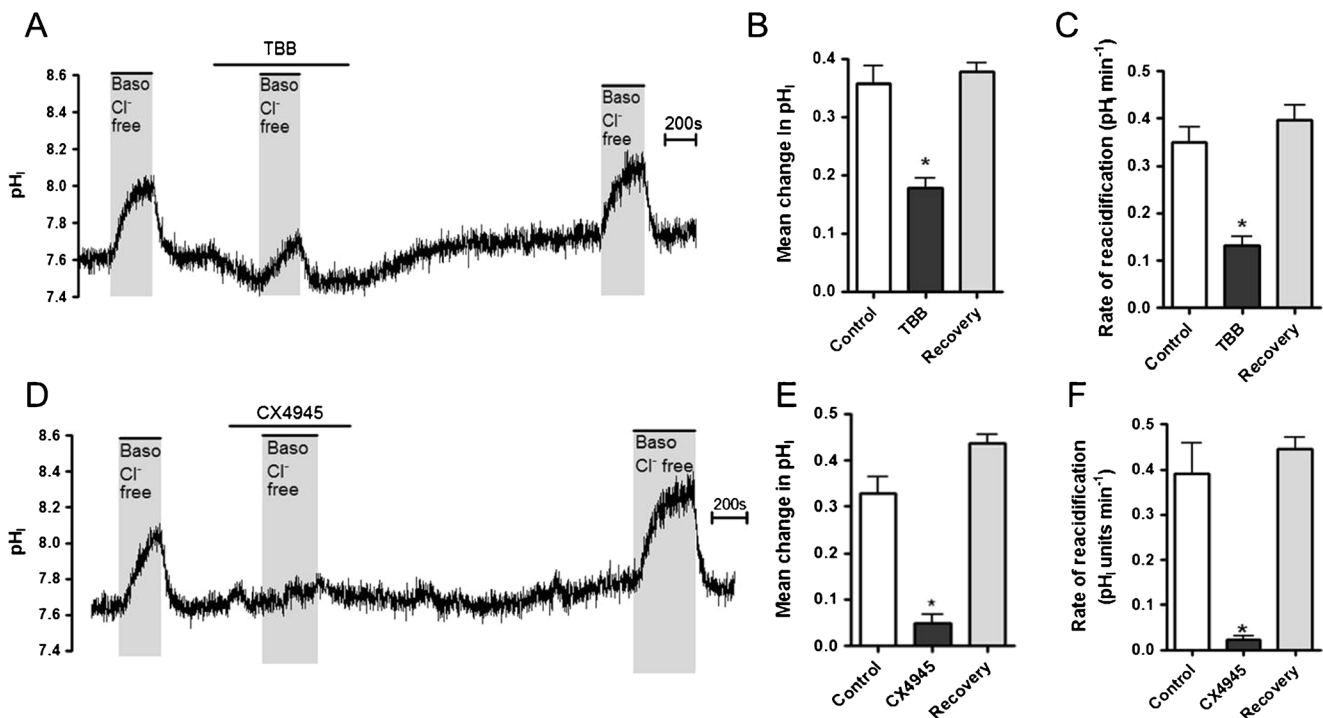 A
TBB
8.6
8.4
8.2
8.0
7.8
7.6
7.4
pHI
Baso
Cl⁻
free
Baso
Cl⁻
free
Baso
Cl⁻
free
200s
B
0.4
0.3
0.2
0.1
0.0
Mean change in pHI
*
Control
TBB
Recovery
C
0.5
0.4
0.3
0.2
0.1
0.0
Rate of reacidification (pHI min⁻¹)
*
Control
TBB
Recovery
D
CX4945
8.6
8.4
8.2
8.0
7.8
7.6
7.4
pHI
Baso
Cl⁻
free
Baso
Cl⁻
free
Baso
Cl⁻ free
200s
E
0.5
0.4
0.3
0.2
0.1
0.0
Mean change in pHI
*
Control
CX4945
Recovery
F
0.5
0.4
0.3
0.2
0.1
0.0
Rate of reacidification
(pHI units min⁻¹)
*
Control
CX4945
Recovery